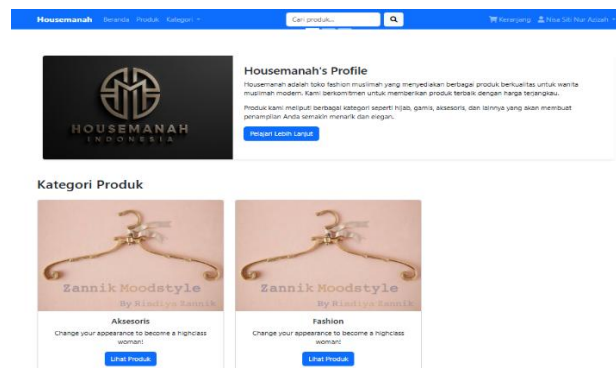 Housemanah Beranda Produk Kategori Cari produk... Keranjang Nisa Siti Nur Azizah
Housemanah's Profile
Housemanah adalah toko fashion muslimah yang menyediakan berbagai produk berkualitas untuk wanita
muslimah modern. Kami berkomitmen untuk memberikan produk terbaik dengan harga terjangkau.
Produk kami meliputi berbagai kategori seperti hijab, gamis, aksesoris, dan lainnya yang akan membuat
penampilan Anda semakin menarik dan elegan.
Pelajari Lebih Lanjut
HOUSEMANAH
INDONESIA
Kategori Produk
Zannik Moodstyle
By Rindiya Zannik
Aksesoris
Change your appearance to become a highclass
woman!
Lihat Produk
Zannik Moodstyle
By Rindiya Zannik
Fashion
Change your appearance to become a highclass
woman!
Lihat Produk